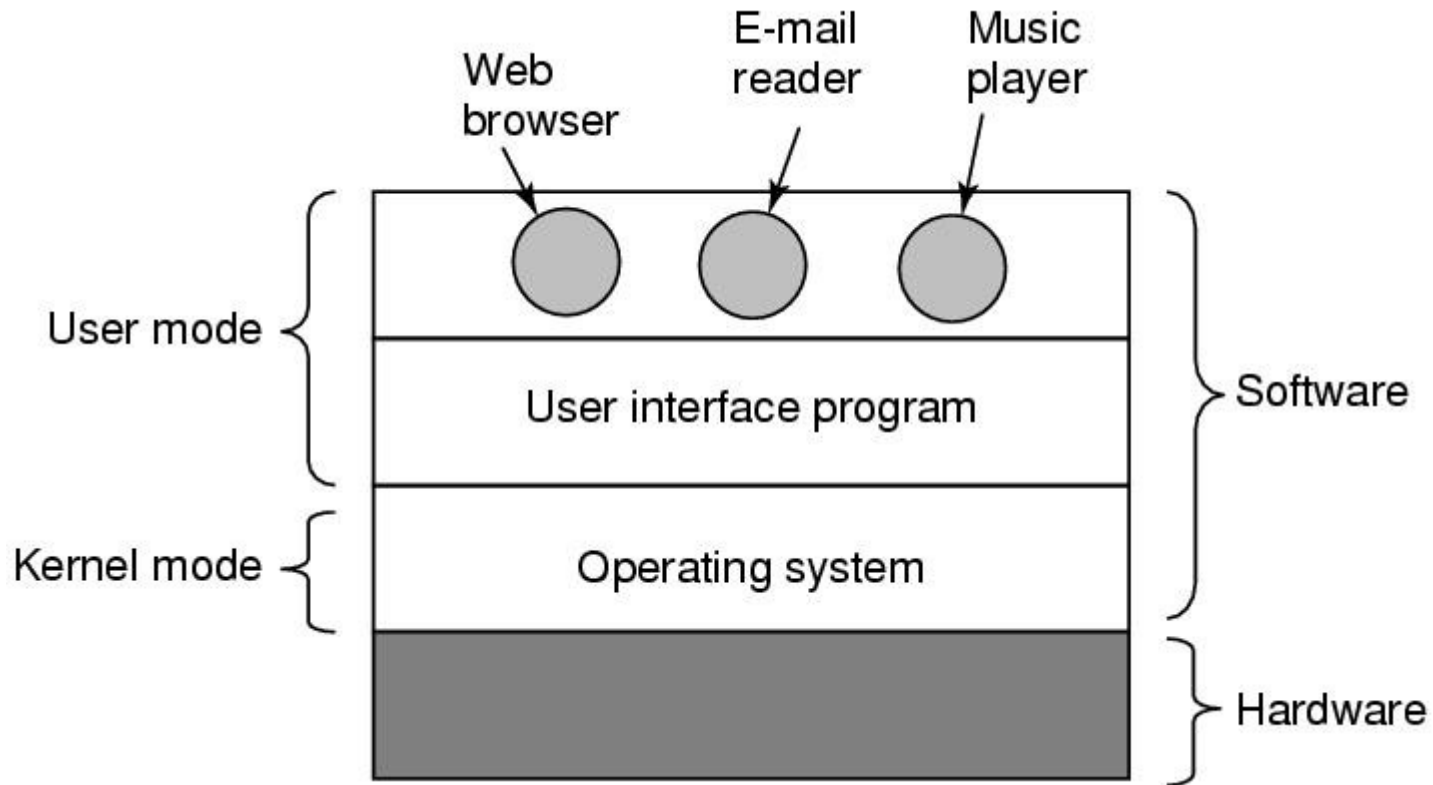 Web
browser
E-mail
reader
Music
player
User mode
User interface program
Software
Kernel mode
Operating system
Hardware